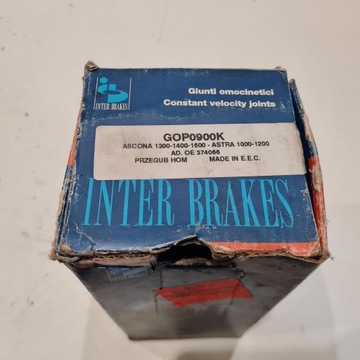 INTER BRAKES
Giunti omocinetici
Constant velocity joints
GOP0900K
ASCONA 1300-1400-1600 - ASTRA 1000-1200
AD. OE 374066
PRZEGUB HOM MADE IN E.E.C.
INTER BRAKES